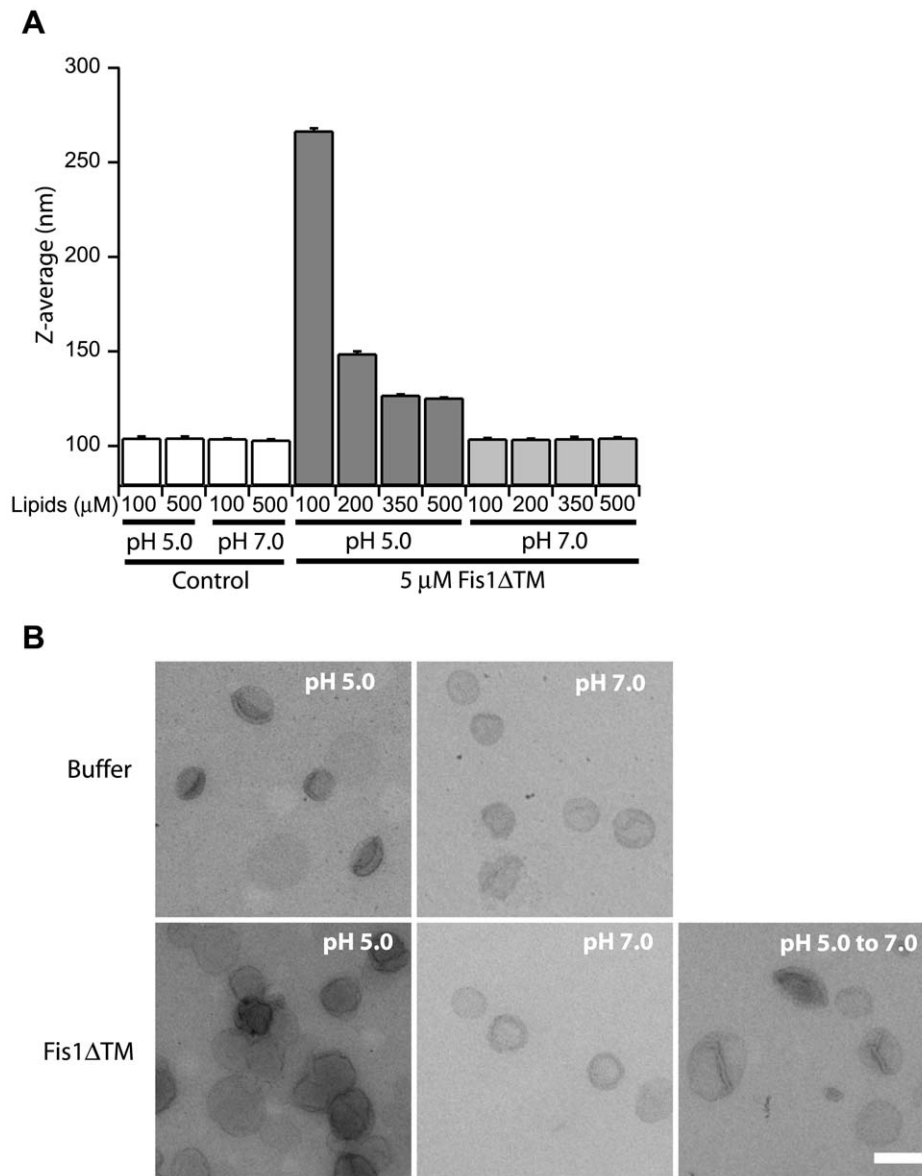 A
300
250
200
150
100
Z-average (nm)
Lipids (μM) 100 500 100 500 100 200 350 500 100 200 350 500
pH 5.0 pH 7.0 pH 5.0 pH 7.0
Control 5 μM Fis1ΔTM
B
pH 5.0 pH 7.0
Buffer
pH 5.0 pH 7.0 pH 5.0 to 7.0
Fis1ΔTM